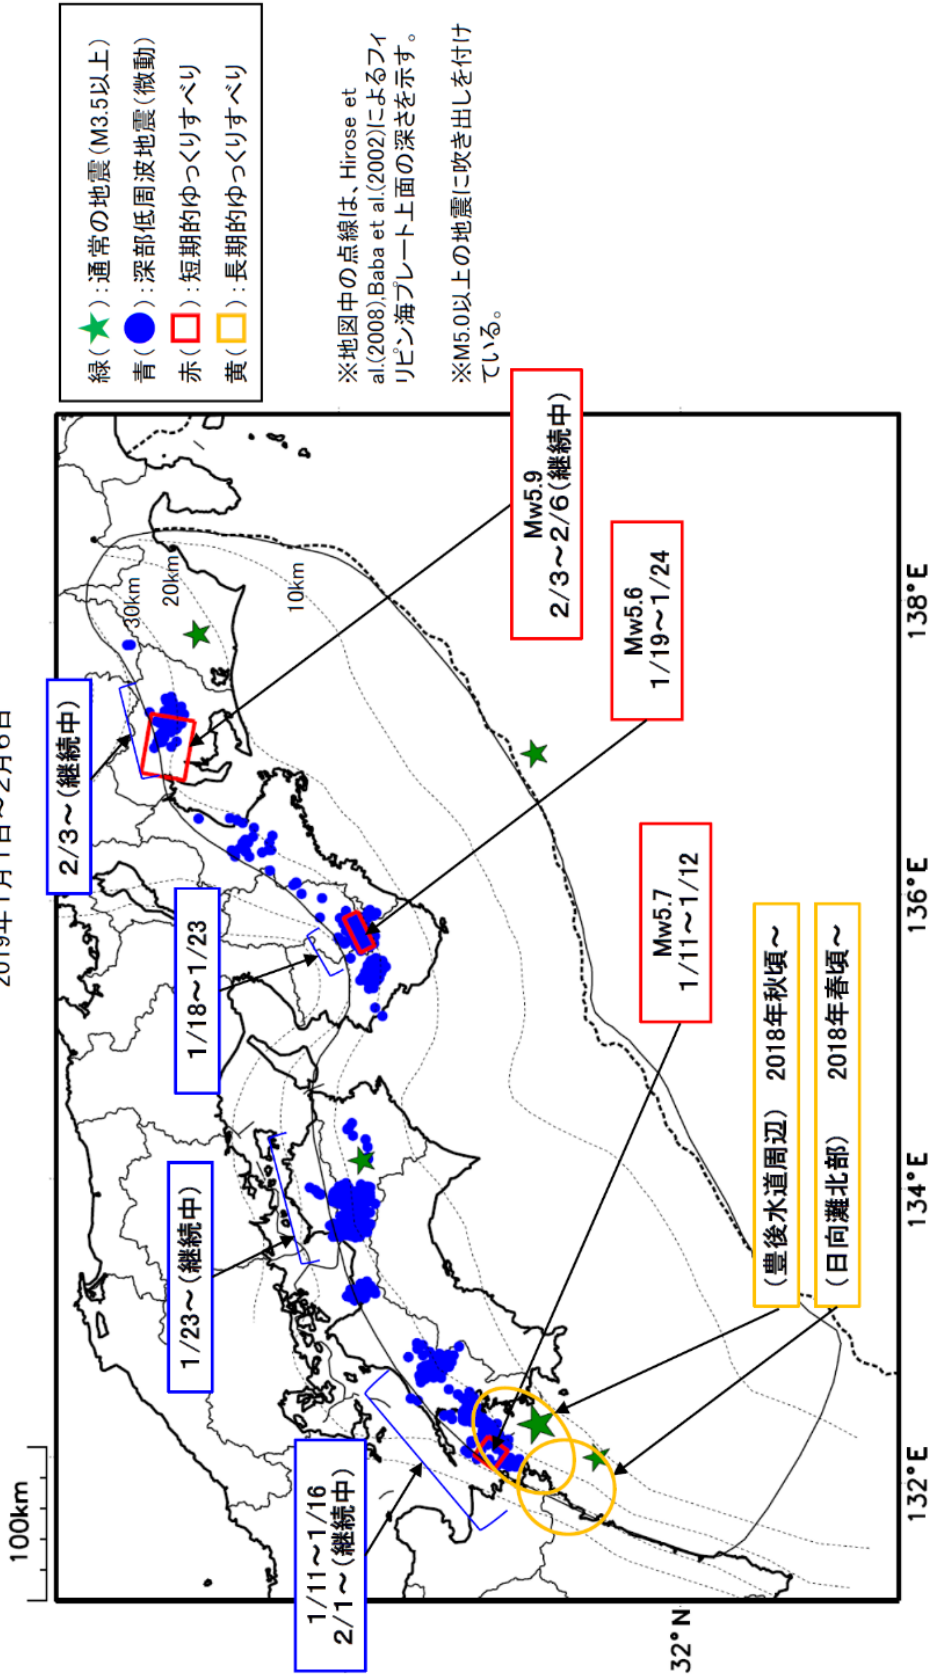 2019年1月1日～2月6日
100km
緑(★):通常の地震(M3.5以上)
青(●):深部低周波地震(微動)
赤(□):短期的ゆっくりすべり
黄(□):長期的ゆっくりすべり
※地図中の点線は、Hirose et
al.(2008),Baba et al.(2002)によるフィ
リピン海プレート上面の深さを示す。
※M5.0以上の地震に吹き出しを付け
ている。
2/3～(継続中)
1/18～1/23
1/23～(継続中)
1/11～1/16
2/1～(継続中)
30km
20km
10km
Mw5.9
2/3～2/6(継続中)
Mw5.6
1/19～1/24
Mw5.7
1/11～1/12
(豊後水道周辺) 2018年秋頃～
(日向灘北部) 2018年春頃～
32°N
132°E
134°E
136°E
138°E